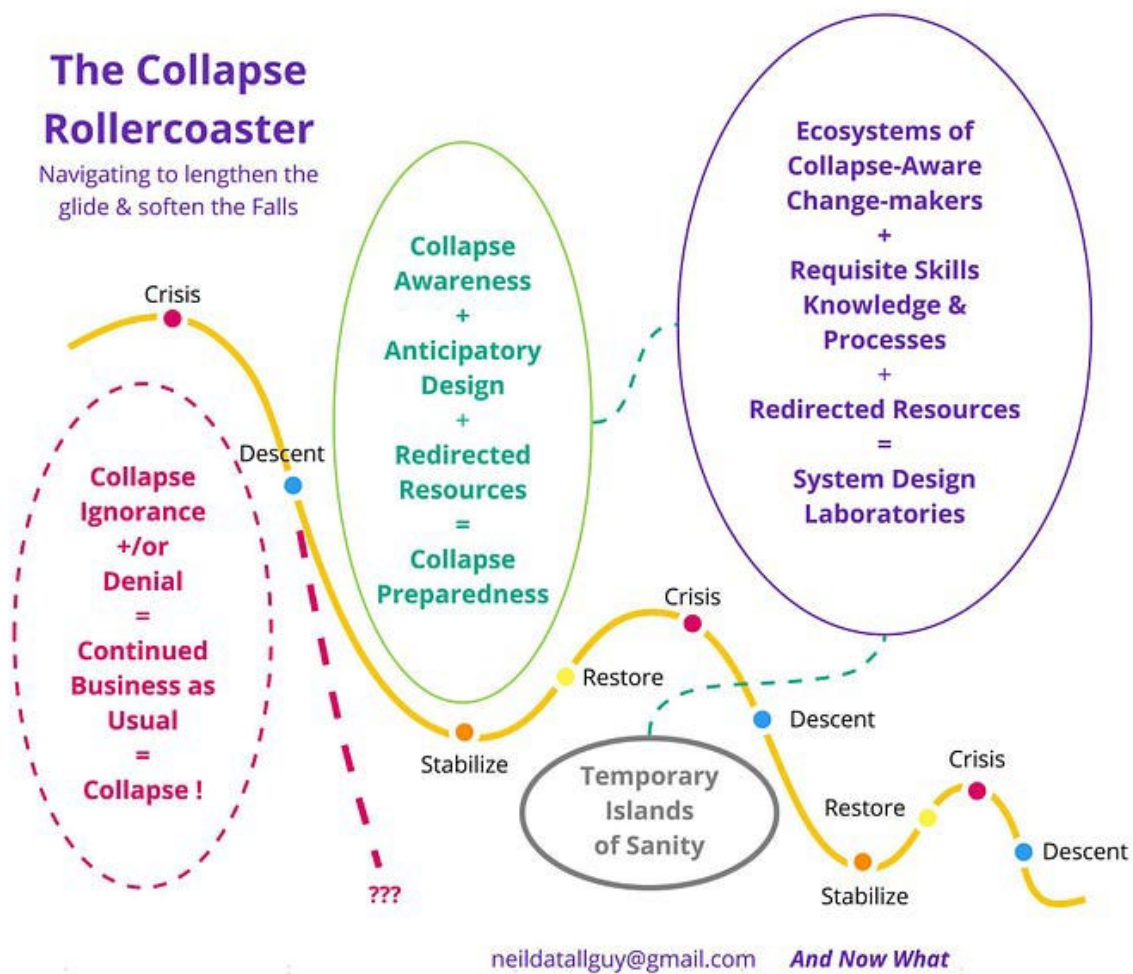 The Collapse
Rollercoaster
Navigating to lengthen the
glide & soften the Falls
Crisis
Descent
Collapse
Ignorance
+/or
Denial
=
Continued
Business as
Usual
=
Collapse !
???
Collapse
Awareness
+
Anticipatory
Design
+
Redirected
Resources
=
Collapse
Preparedness
Stabilize
Restore
Crisis
Descent
Ecosystems of
Collapse-Aware
Change-makers
+
Requisite Skills
Knowledge &
Processes
+
Redirected Resources
=
System Design
Laboratories
Temporary
Islands
of Sanity
Stabilize
Restore
Crisis
Descent
neildatallguy@gmail.com And Now What